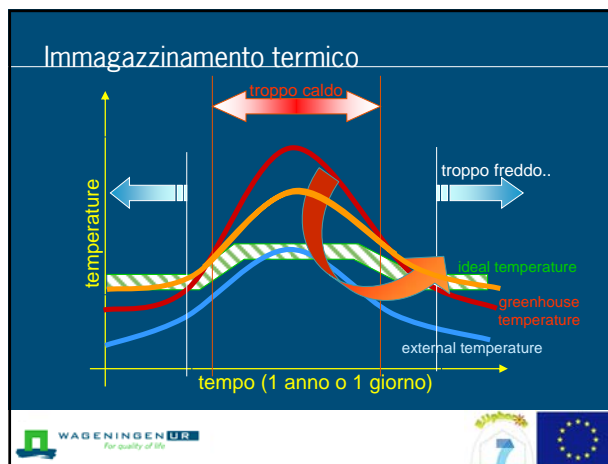 Immagazzinamento termico
troppo caldo
troppo freddo..
temperature
ideal temperature
greenhouse
temperature
external temperature
tempo (1 anno o 1 giorno)
WAGENINGEN UR
For quality of life
7